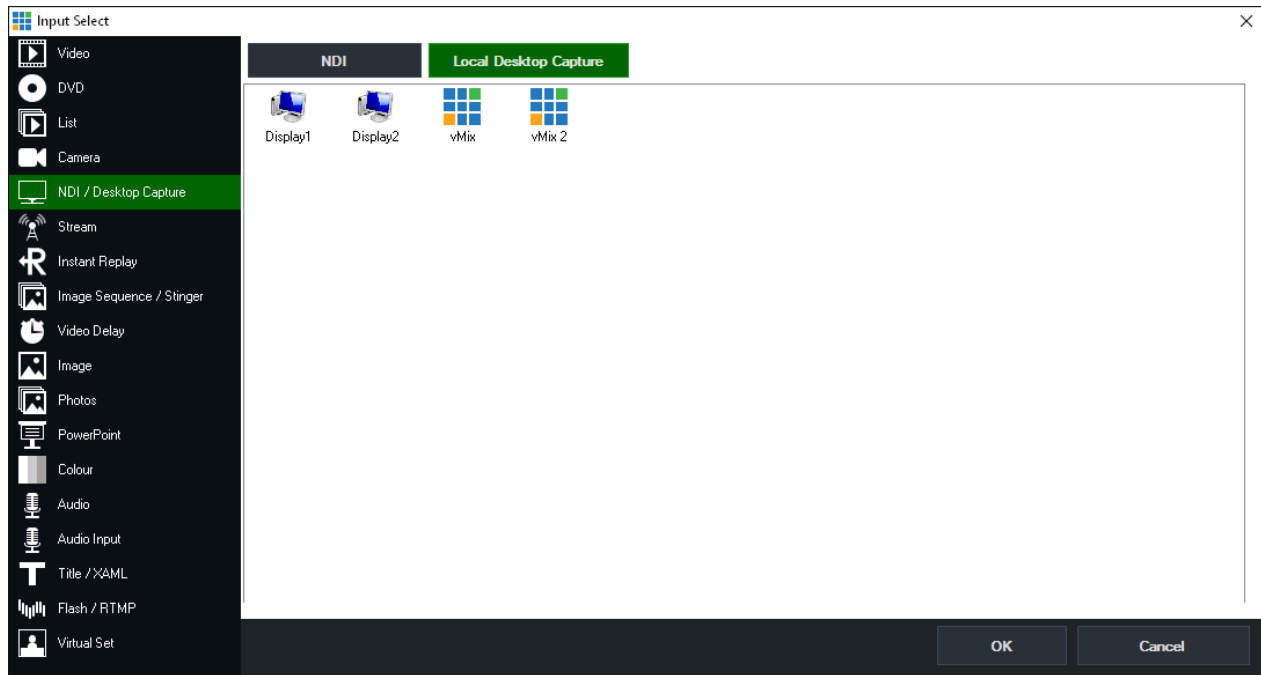 Input Select
Video
DVD
List
Camera
NDI / Desktop Capture
Stream
Instant Replay
Image Sequence / Stinger
Video Delay
Image
Photos
PowerPoint
Colour
Audio
Audio Input
Title / XAML
Flash / RTMP
Virtual Set
NDI Local Desktop Capture
Display1 Display2 vMix vMix 2
OK Cancel